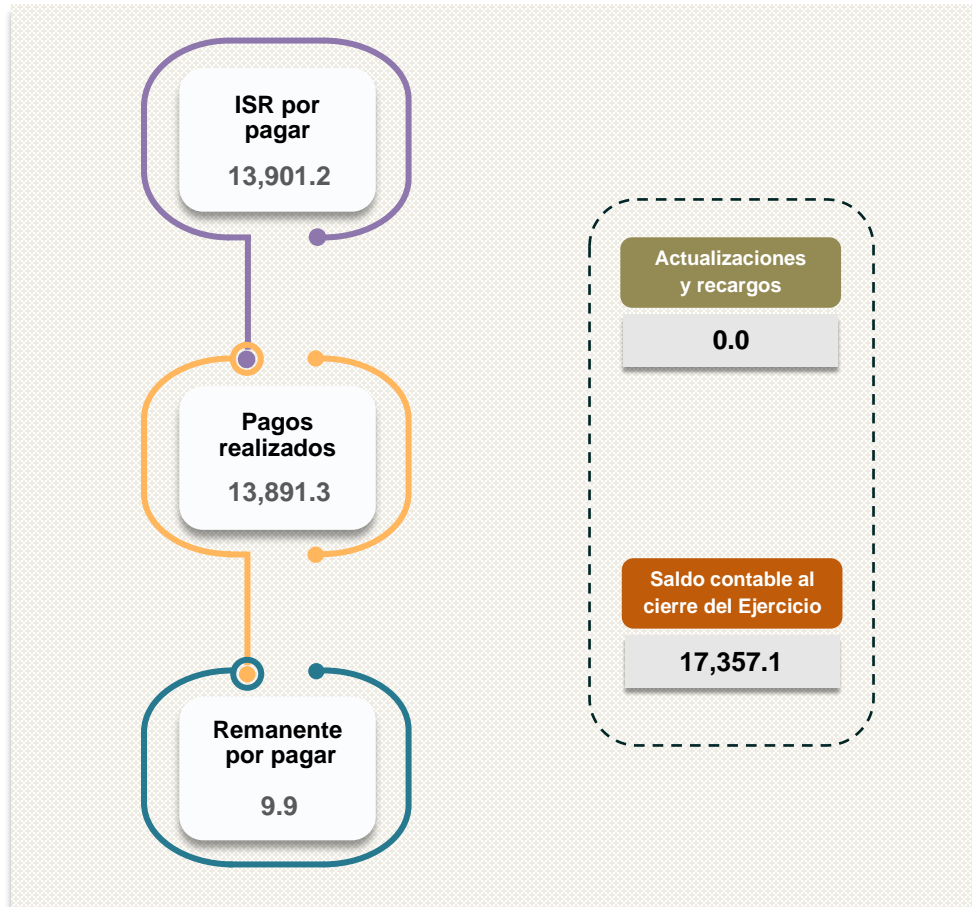 ISR por
pagar
13,901.2
Pagos
realizados
13,891.3
Remanente
por pagar
9.9
Actualizaciones
y recargos
0.0
Saldo contable al
cierre del Ejercicio
17,357.1